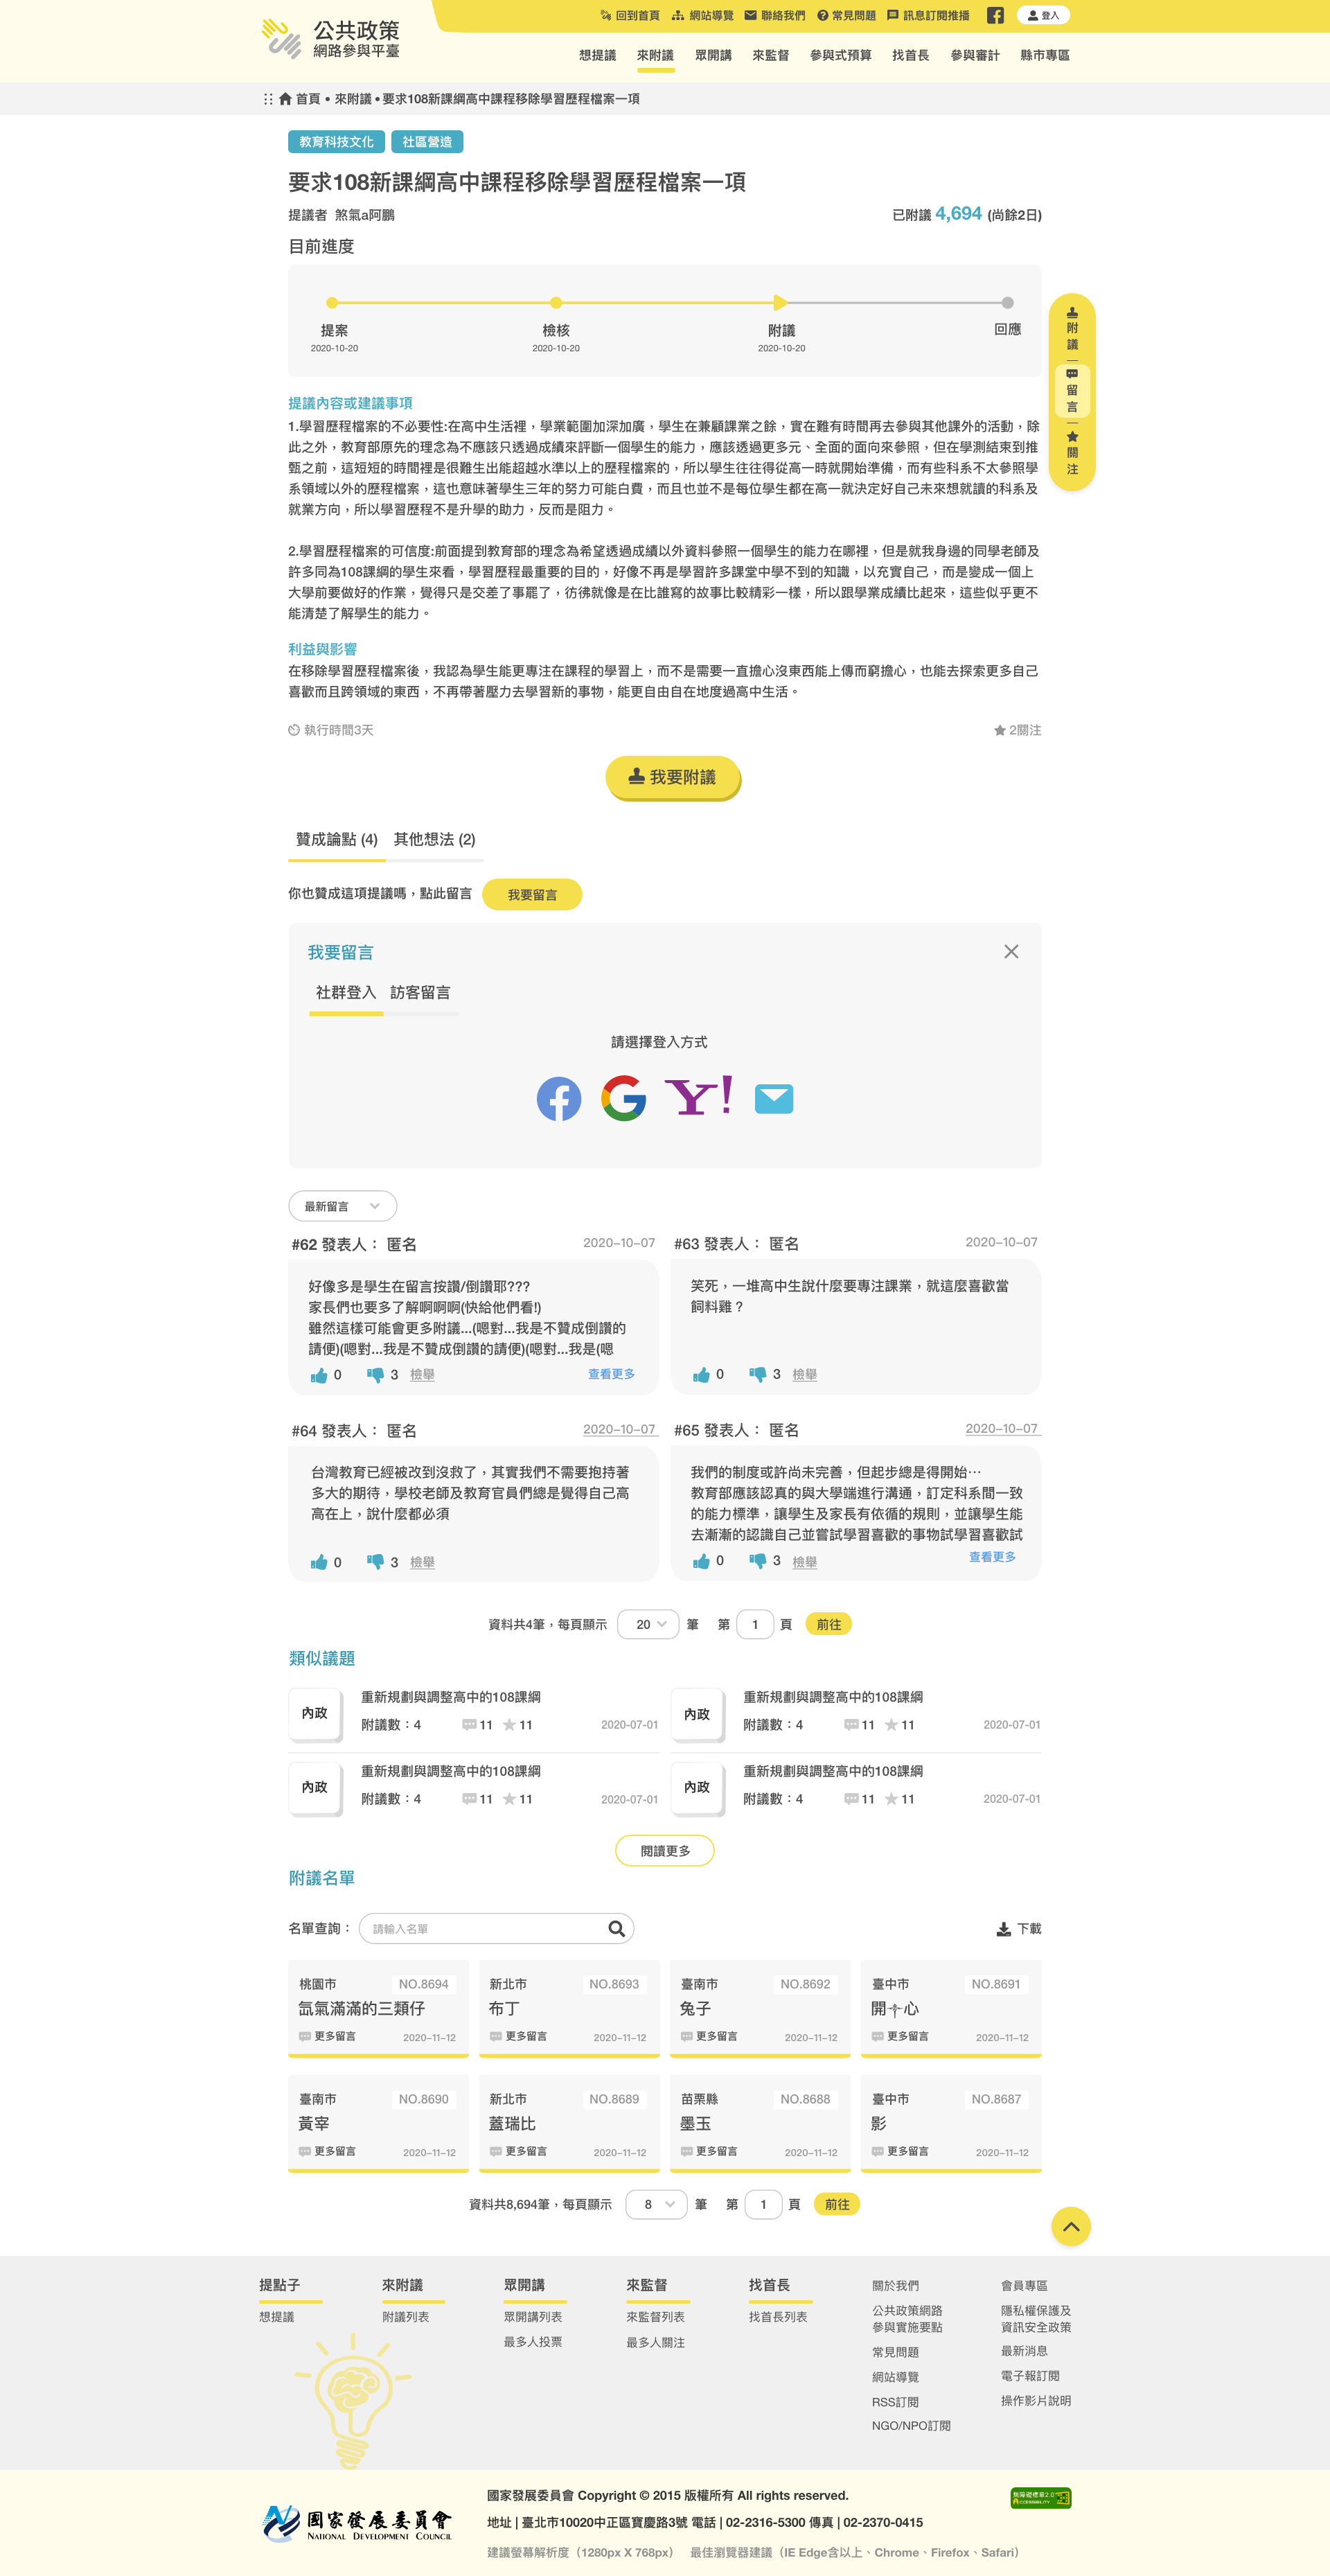 公共政策
網路參與平臺
回到首頁 網站導覽 聯絡我們 常見問題 訊息訂閱推播 登入
想提議 來附議 眾開講 來監督 參與式預算 找首長 參與審計 縣市專區
首頁 • 來附議 • 要求108新課綱高中課程移除學習歷程檔案一項
教育科技文化 社區營造
要求108新課綱高中課程移除學習歷程檔案一項
提議者 煞氣a阿鵬 已附議 4,694 (尚餘2日)
目前進度
提案 檢核 附議 回應
2020-10-20 2020-10-20 2020-10-20
附議
留言
關注
提議內容或建議事項
1.學習歷程檔案的不必要性:在高中生活裡，學業範圍加深加廣，學生在兼顧課業之餘，實在難有時間再去參與其他課外的活動，除
此之外，教育部原先的理念為不應該只透過成績來評斷一個學生的能力，應該透過更多元、全面的面向來參照，但在學測結束到推
甄之前，這短短的時間裡是很難生出能超越水準以上的歷程檔案的，所以學生往往得從高一時就開始準備，而有些科系不太參照學
系領域以外的歷程檔案，這也意味著學生三年的努力可能白費，而且也並不是每位學生都在高一就決定好自己未來想就讀的科系及
就業方向，所以學習歷程不是升學的助力，反而是阻力。
2.學習歷程檔案的可信度:前面提到教育部的理念為希望透過成績以外資料參照一個學生的能力在哪裡，但是就我身邊的同學老師及
許多同為108課綱的學生來看，學習歷程最重要的目的，好像不再是學習許多課堂中學不到的知識，以充實自己，而是變成一個上
大學前要做好的作業，覺得只是交差了事罷了，彷彿就像是在比誰寫的故事比較精彩一樣，所以跟學業成績比起來，這些似乎更不
能清楚了解學生的能力。
利益與影響
在移除學習歷程檔案後，我認為學生能更專注在課程的學習上，而不是需要一直擔心沒東西能上傳而窮擔心，也能去探索更多自己
喜歡而且跨領域的東西，不再帶著壓力去學習新的事物，能更自由自在地度過高中生活。
執行時間3天 2關注
我要附議
贊成論點 (4) 其他想法 (2)
你也贊成這項提議嗎，點此留言 我要留言
我要留言
社群登入 訪客留言
請選擇登入方式
Y!
最新留言
#62 發表人： 匿名 2020-10-07
好像多是學生在留言按讚/倒讚耶???
家長們也要多了解啊啊啊(快給他們看!)
雖然這樣可能會更多附議...(嗯對...我是不贊成倒讚的
請便)(嗯對...我是不贊成倒讚的請便)(嗯對...我是(嗯
0 3 檢舉 查看更多
#63 發表人： 匿名 2020-10-07
笑死，一堆高中生說什麼要專注課業，就這麼喜歡當
飼料雞？
0 3 檢舉
#64 發表人： 匿名 2020-10-07
台灣教育已經被改到沒救了，其實我們不需要抱持著
多大的期待，學校老師及教育官員們總是覺得自己高
高在上，說什麼都必須
0 3 檢舉
#65 發表人： 匿名 2020-10-07
我們的制度或許尚未完善，但起步總是得開始⋯
教育部應該認真的與大學端進行溝通，訂定科系間一致
的能力標準，讓學生及家長有依循的規則，並讓學生能
去漸漸的認識自己並嘗試學習喜歡的事物試學習喜歡試
0 3 檢舉 查看更多
資料共4筆，每頁顯示 20 筆 第 1 頁 前往
類似議題
內政 重新規劃與調整高中的108課綱
附議數：4 11 11 2020-07-01
內政 重新規劃與調整高中的108課綱
附議數：4 11 11 2020-07-01
內政 重新規劃與調整高中的108課綱
附議數：4 11 11 2020-07-01
內政 重新規劃與調整高中的108課綱
附議數：4 11 11 2020-07-01
閱讀更多
附議名單
名單查詢： 請輸入名單 下載
桃園市 NO.8694
氙氣滿滿的三類仔
更多留言 2020-11-12
新北市 NO.8693
布丁
更多留言 2020-11-12
臺南市 NO.8692
兔子
更多留言 2020-11-12
臺中市 NO.8691
開╬心
更多留言 2020-11-12
臺南市 NO.8690
黃宰
更多留言 2020-11-12
新北市 NO.8689
蓋瑞比
更多留言 2020-11-12
苗栗縣 NO.8688
墨玉
更多留言 2020-11-12
臺中市 NO.8687
影
更多留言 2020-11-12
資料共8,694筆，每頁顯示 8 筆 第 1 頁 前往
提點子
想提議
來附議
附議列表
眾開講
眾開講列表
最多人投票
來監督
來監督列表
最多人關注
找首長
找首長列表
關於我們
公共政策網路
參與實施要點
常見問題
網站導覽
RSS訂閱
NGO/NPO訂閱
會員專區
隱私權保護及
資訊安全政策
最新消息
電子報訂閱
操作影片說明
國家發展委員會
NATIONAL DEVELOPMENT COUNCIL
國家發展委員會 Copyright © 2015 版權所有 All rights reserved.
地址 | 臺北市10020中正區寶慶路3號 電話 | 02-2316-5300 傳真 | 02-2370-0415
建議螢幕解析度（1280px X 768px） 最佳瀏覽器建議（IE Edge含以上、Chrome、Firefox、Safari）